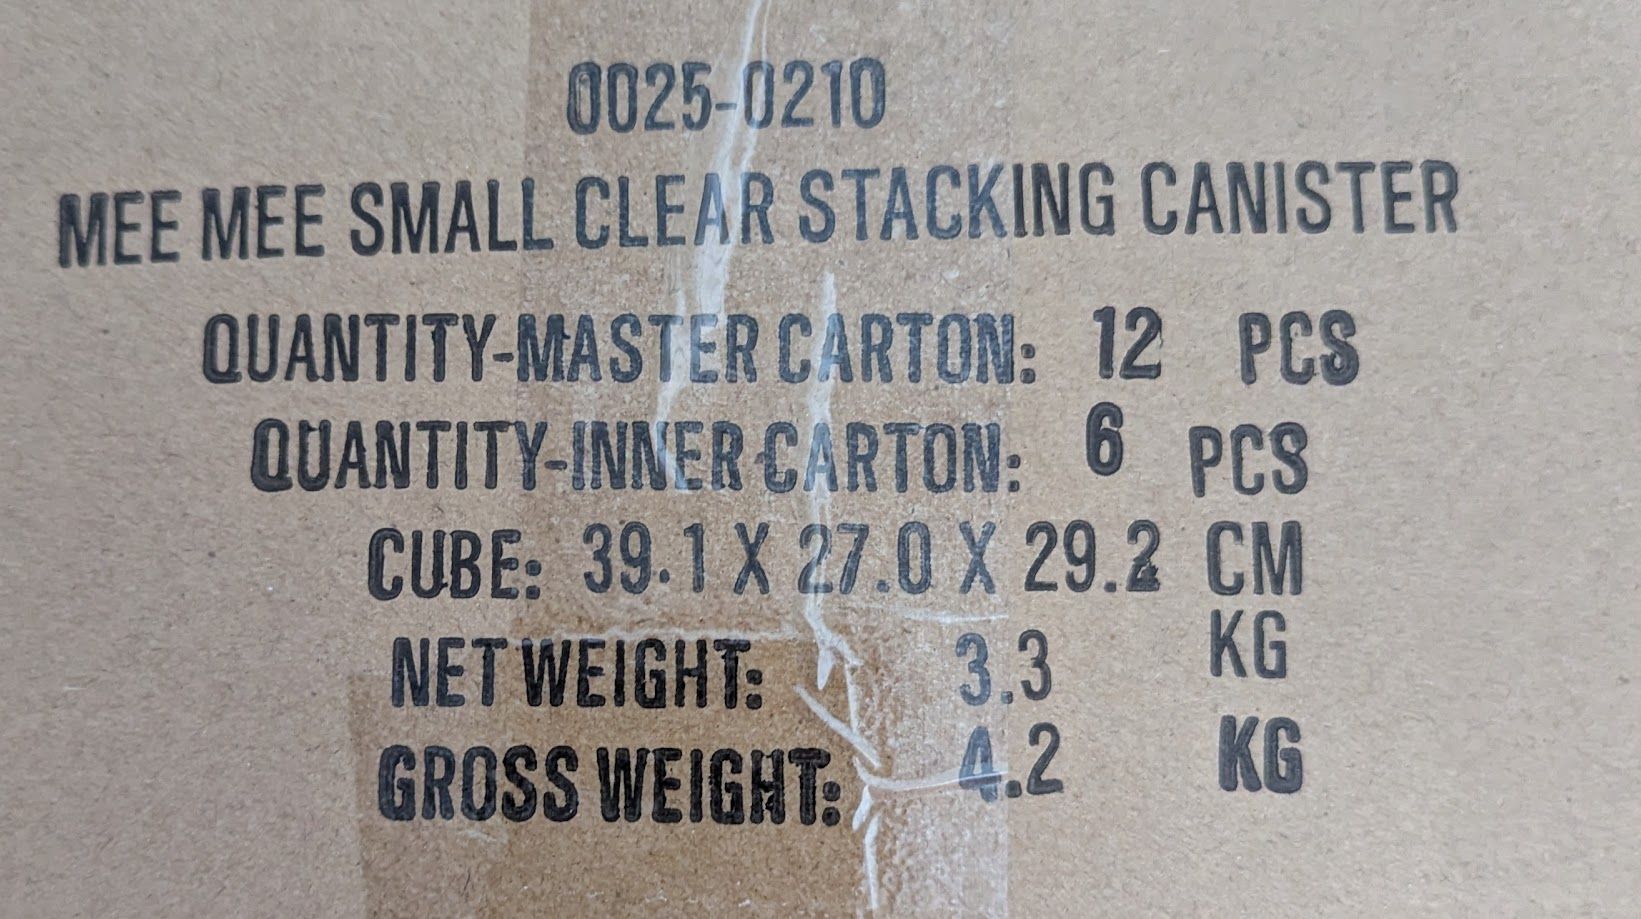 0025-0210
MEE MEE SMALL CLEAR STACKING CANISTER
QUANTITY-MASTER CARTON: 12 PCS
QUANTITY-INNER CARTON: 6 PCS
CUBE: 39.1 X 27.0 X 29.2 CM
NET WEIGHT: 3.3 KG
GROSS WEIGHT: 4.2 KG